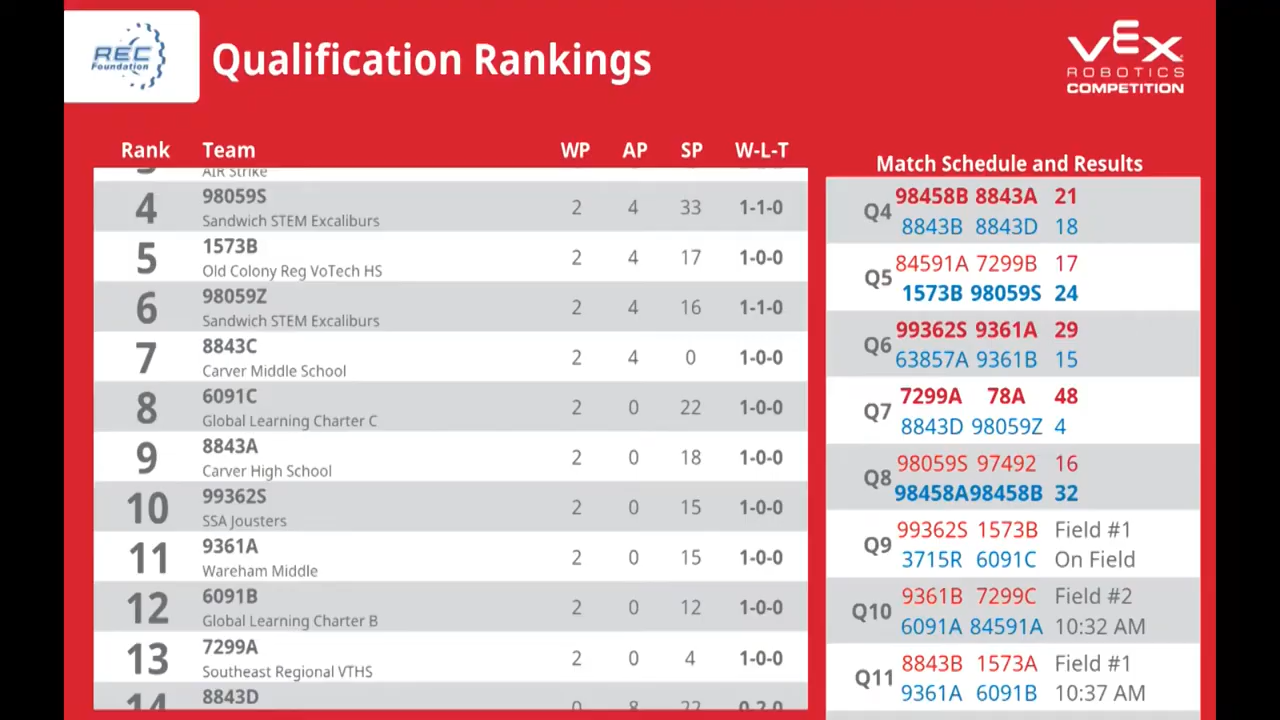 REC
Foundation
Qualification Rankings
VEX
ROBOTICS
COMPETITION
Rank Team WP AP SP W-L-T
AIR Strike
4 98059S 2 4 33 1-1-0
Sandwich STEM Excaliburs
5 1573B 2 4 17 1-0-0
Old Colony Reg VoTech HS
6 98059Z 2 4 16 1-1-0
Sandwich STEM Excaliburs
7 8843C 2 4 0 1-0-0
Carver Middle School
8 6091C 2 0 22 1-0-0
Global Learning Charter C
9 8843A 2 0 18 1-0-0
Carver High School
10 99362S 2 0 15 1-0-0
SSA Jousters
11 9361A 2 0 15 1-0-0
Wareham Middle
12 6091B 2 0 12 1-0-0
Global Learning Charter B
13 7299A 2 0 4 1-0-0
Southeast Regional VTHS
14 8843D 0 8 22 0-2-0
Match Schedule and Results
Q4 98458B 8843A 21
8843B 8843D 18
Q5 84591A 7299B 17
1573B 98059S 24
Q6 99362S 9361A 29
63857A 9361B 15
Q7 7299A 78A 48
8843D 98059Z 4
Q8 98059S 97492 16
98458A98458B 32
Q9 99362S 1573B Field #1
3715R 6091C On Field
Q10 9361B 7299C Field #2
6091A 84591A 10:32 AM
Q11 8843B 1573A Field #1
9361A 6091B 10:37 AM